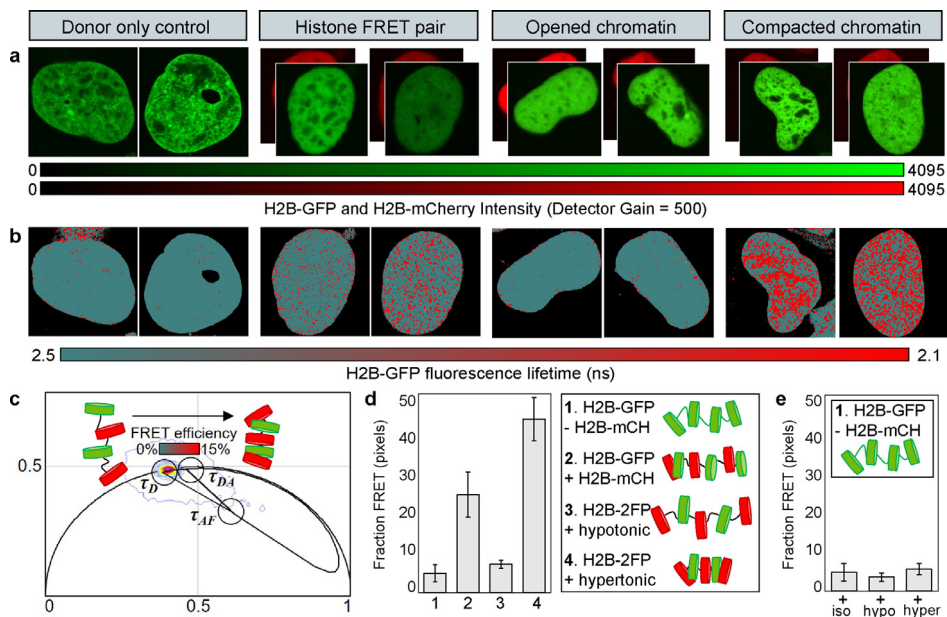 Donor only control
Histone FRET pair
Opened chromatin
Compacted chromatin
a
0
4095
0
4095
H2B-GFP and H2B-mCherry Intensity (Detector Gain = 500)
b
2.5
2.1
H2B-GFP fluorescence lifetime (ns)
c
FRET efficiency
0%
15%
0.5
τD
τDA
τAF
0
0.5
1
d
Fraction FRET (pixels)
50
40
30
20
10
0
1
2
3
4
1. H2B-GFP
- H2B-mCH
2. H2B-GFP
+ H2B-mCH
3. H2B-2FP
+ hypotonic
4. H2B-2FP
+ hypertonic
e
Fraction FRET (pixels)
50
40
30
20
10
0
1. H2B-GFP
- H2B-mCH
+ + +
iso hypo hyper